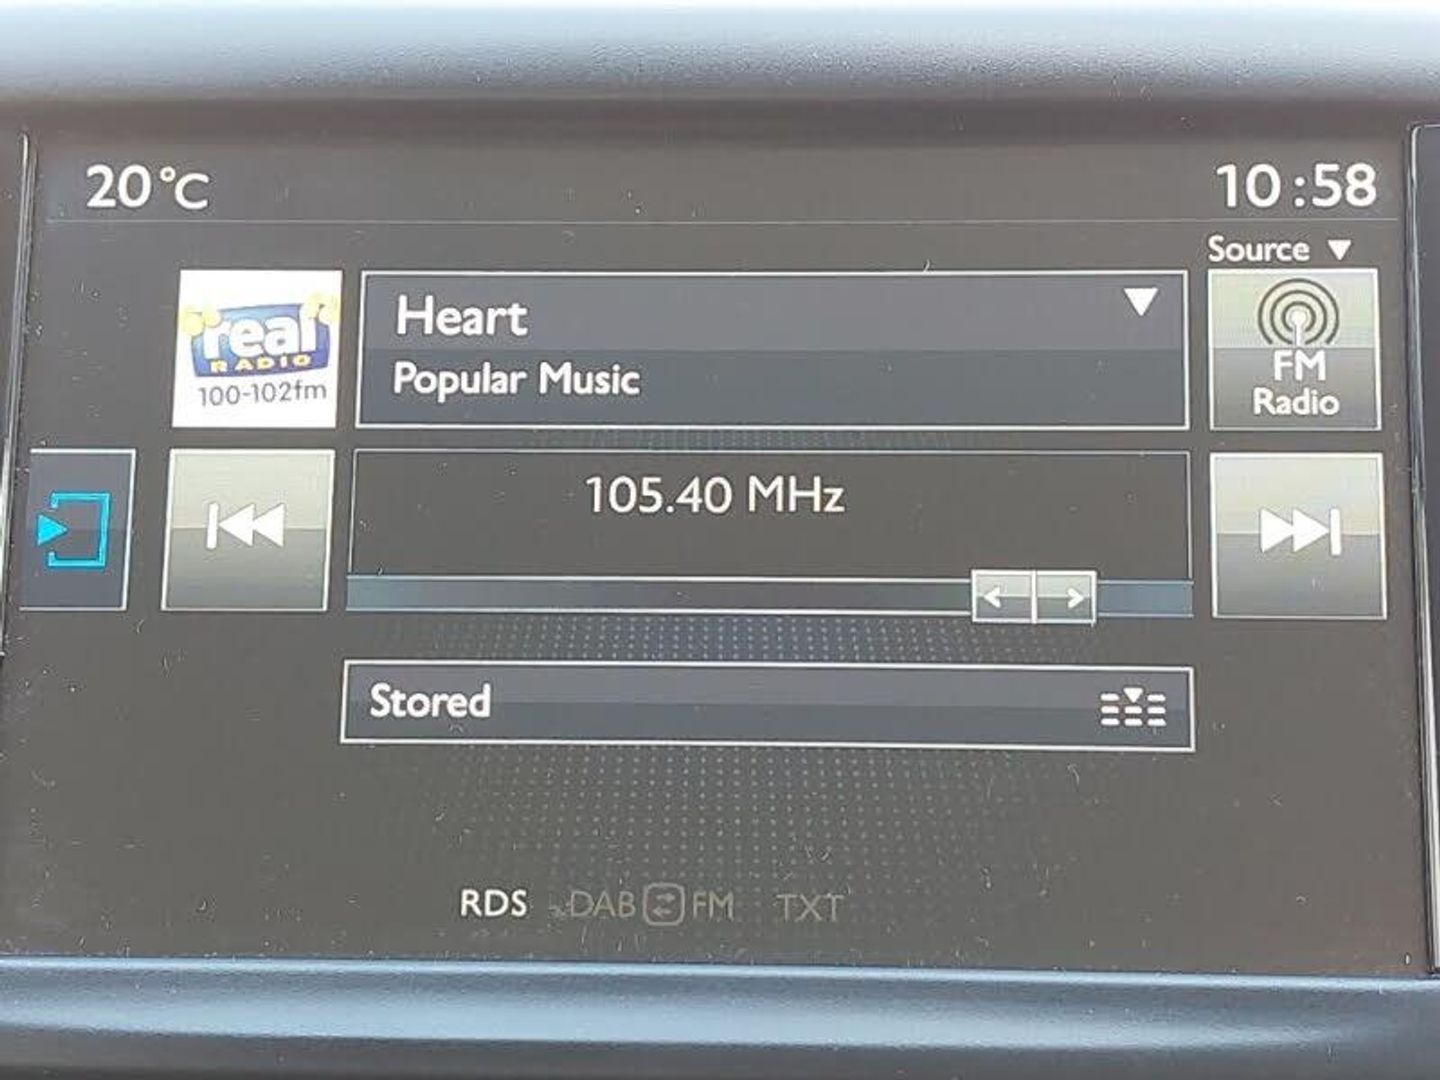 20°C
10:58
Source
real
RADIO
100-102fm
Heart
Popular Music
FM
Radio
105.40 MHz
Stored
RDS DAB FM TXT